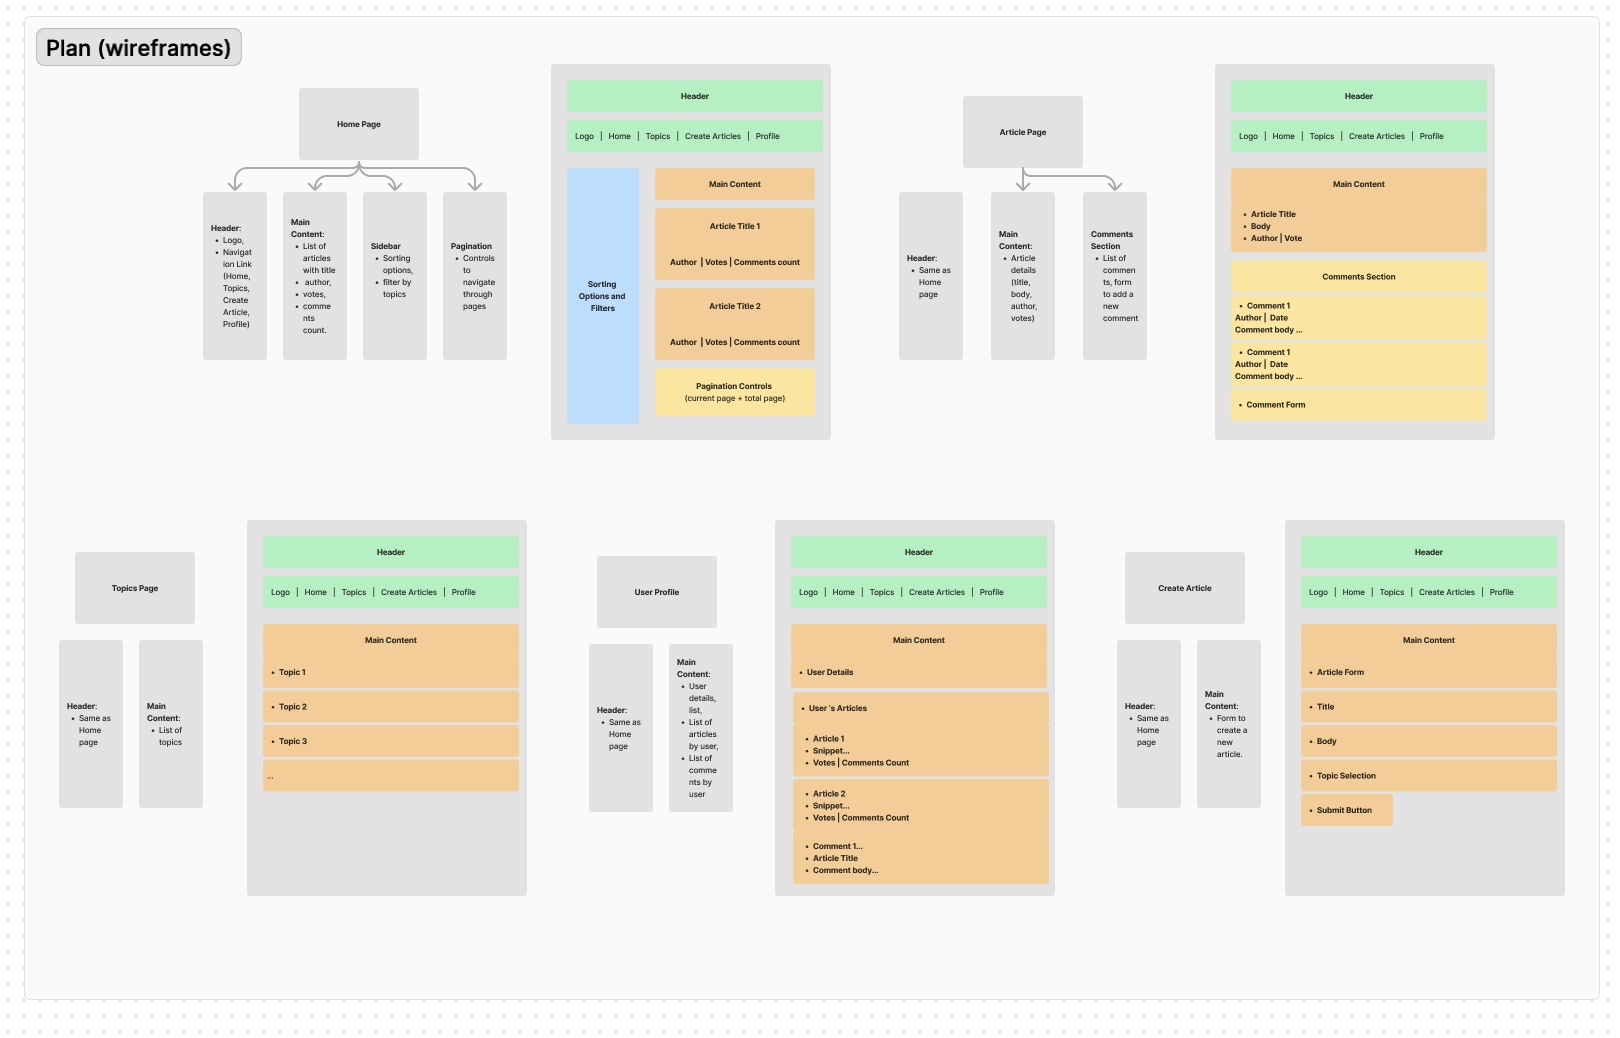 Plan (wireframes)
Home Page
Header:
• Logo,
• Navigat
ion Link
(Home,
Topics,
Create
Article,
Profile)
Main
Content:
• List of
articles
with title
• author,
• votes,
• comme
nts
count.
Sidebar
• Sorting
options,
• filter by
topics
Pagination
• Controls
to
navigate
through
pages
Header
Logo | Home | Topics | Create Articles | Profile
Sorting
Options and
Filters
Main Content
Article Title 1
Author | Votes | Comments count
Article Title 2
Author | Votes | Comments count
Pagination Controls
(current page + total page)
Article Page
Header:
• Same as
Home
page
Main
Content:
• Article
details
(title,
body,
author,
votes)
Comments
Section
• List of
commen
ts, form
to add a
new
comment
Header
Logo | Home | Topics | Create Articles | Profile
Main Content
• Article Title
• Body
• Author | Vote
Comments Section
• Comment 1
Author | Date
Comment body ...
• Comment 1
Author | Date
Comment body ...
• Comment Form
Topics Page
Header:
• Same as
Home
page
Main
Content:
• List of
topics
Header
Logo | Home | Topics | Create Articles | Profile
Main Content
• Topic 1
• Topic 2
• Topic 3
...
User Profile
Header:
• Same as
Home
page
Main
Content:
• User
details,
list,
• List of
articles
by user,
• List of
comme
nts by
user
Header
Logo | Home | Topics | Create Articles | Profile
Main Content
• User Details
• User 's Articles
• Article 1
• Snippet...
• Votes | Comments Count
• Article 2
• Snippet...
• Votes | Comments Count
• Comment 1...
• Article Title
• Comment body...
Create Article
Header:
• Same as
Home
page
Main
Content:
• Form to
create a
new
article.
Header
Logo | Home | Topics | Create Articles | Profile
Main Content
• Article Form
• Title
• Body
• Topic Selection
• Submit Button